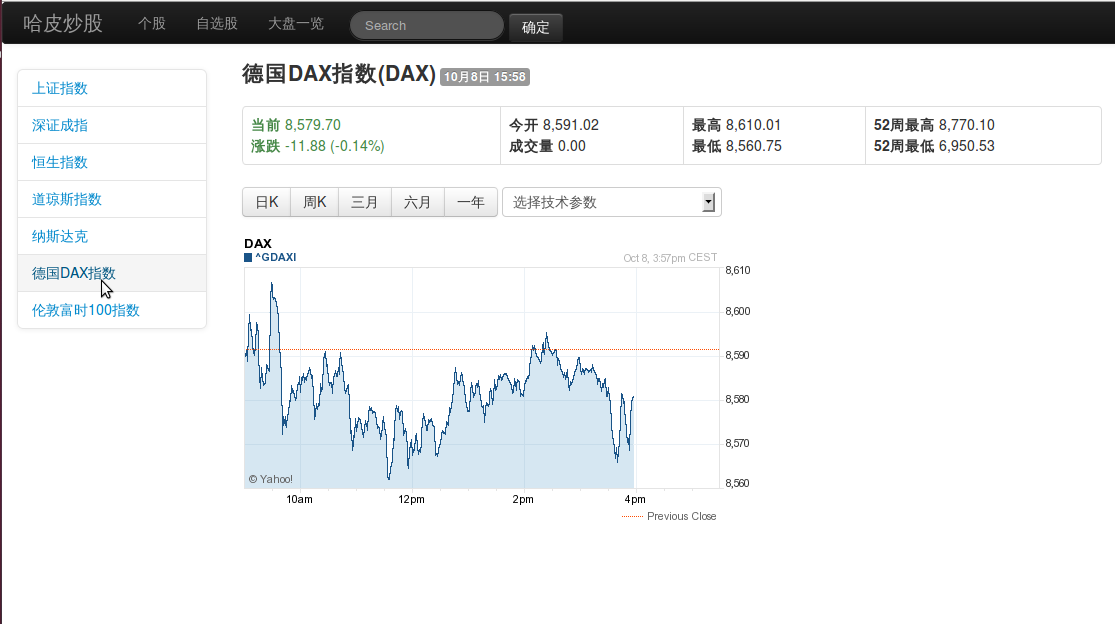 哈皮炒股 个股 自选股 大盘一览 Search 确定
上证指数
深证成指
恒生指数
道琼斯指数
纳斯达克
德国DAX指数
伦敦富时100指数
德国DAX指数(DAX) 10月8日 15:58
当前 8,579.70 今开 8,591.02 最高 8,610.01 52周最高 8,770.10
涨跌 -11.88 (-0.14%) 成交量 0.00 最低 8,560.75 52周最低 6,950.53
日K 周K 三月 六月 一年 选择技术参数
DAX
^GDAXI Oct 8, 3:57pm CEST
8,610
8,600
8,590
8,580
8,570
8,560
© Yahoo!
10am 12pm 2pm 4pm
Previous Close